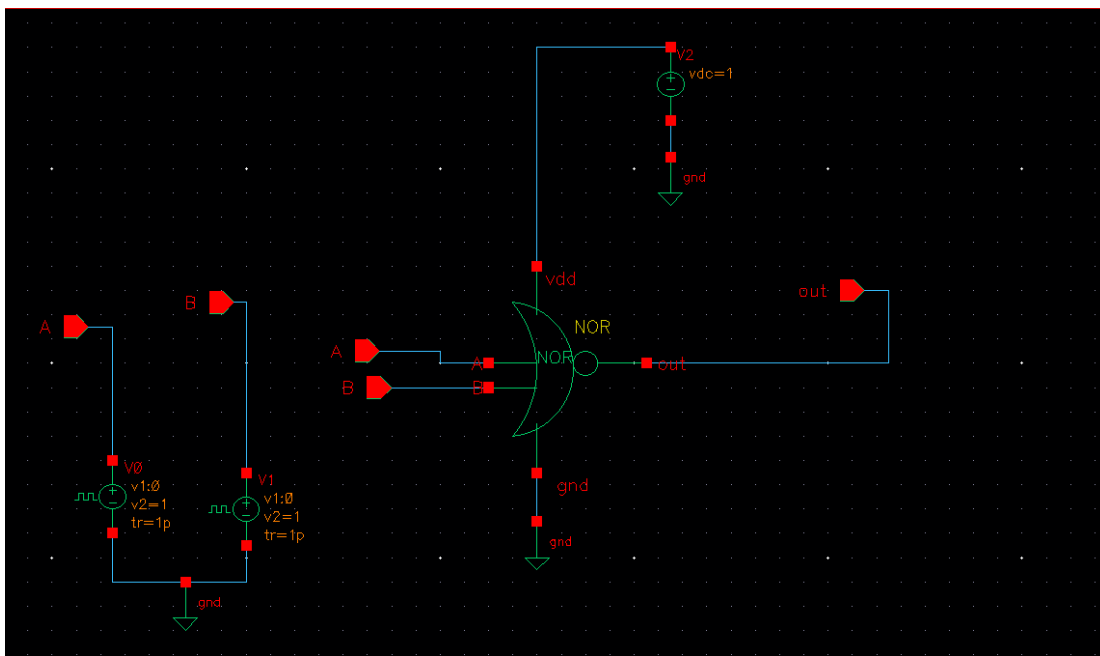 V2
vdc=1
gnd
vdd
B
out
A
NOR
A
A
NOR
out
B
B
V0
v1:0
v2=1
tr=1p
V1
v1:0
v2=1
tr=1p
gnd
gnd
gnd